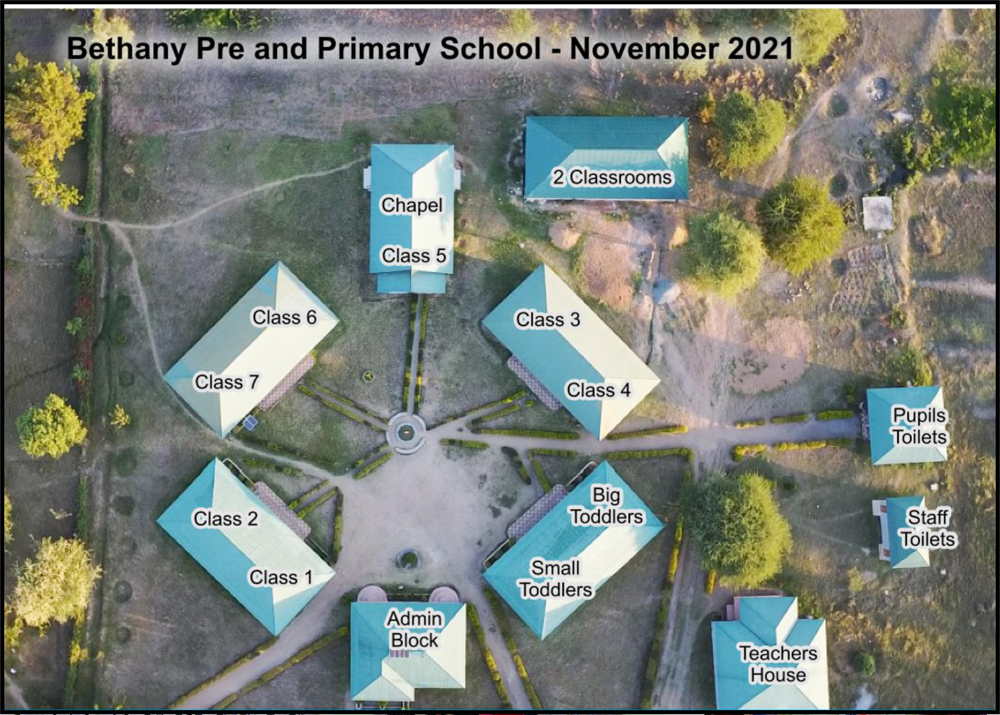 Bethany Pre and Primary School - November 2021
2 Classrooms
Chapel
Class 5
Class 6
Class 3
Class 7
Class 4
Pupils
Toilets
Big
Toddlers
Class 2
Staff
Toilets
Small
Toddlers
Class 1
Admin
Block
Teachers
House